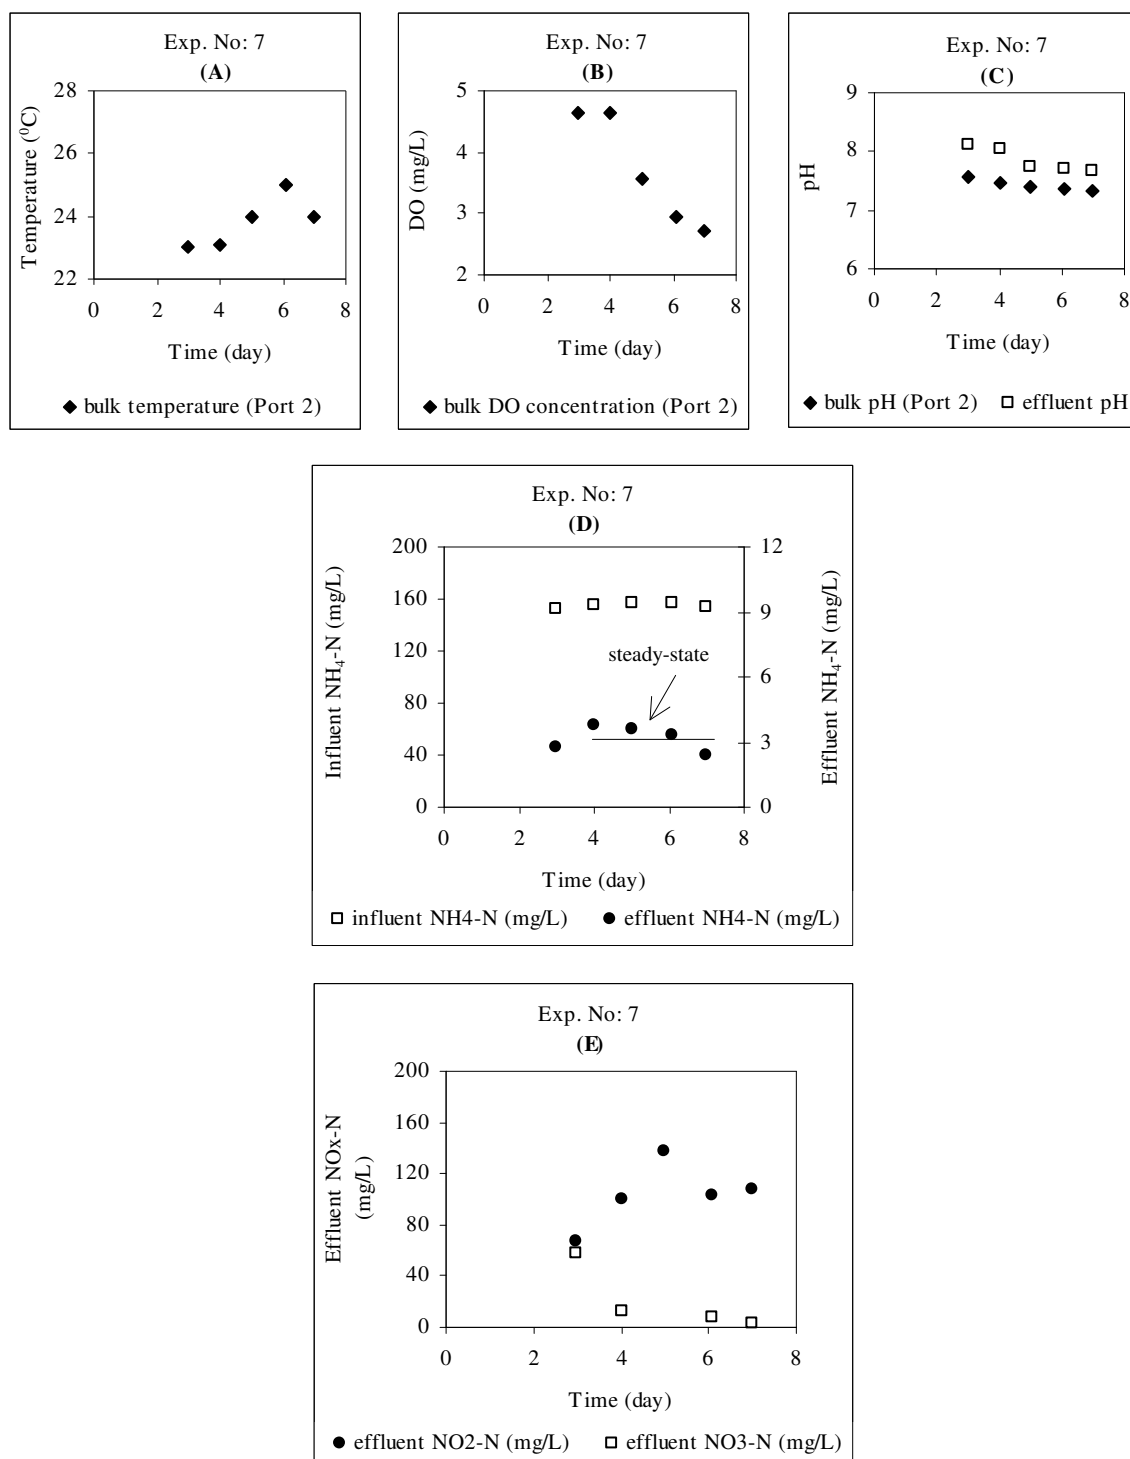 Exp. No: 7
(A)
Temperature (⁰C)
28
26
24
22
0 2 4 6 8
Time (day)
◆ bulk temperature (Port 2)
Exp. No: 7
(B)
DO (mg/L)
5
4
3
2
0 2 4 6 8
Time (day)
◆ bulk DO concentration (Port 2)
Exp. No: 7
(C)
pH
9
8
7
6
0 2 4 6 8
Time (day)
◆ bulk pH (Port 2) □ effluent pH
Exp. No: 7
(D)
Influent NH₄-N (mg/L)
200
160
120
80
40
0
steady-state
12
9
6
3
0
Effluent NH₄-N (mg/L)
0 2 4 6 8
Time (day)
□ influent NH4-N (mg/L) ● effluent NH4-N (mg/L)
Exp. No: 7
(E)
Effluent NOx-N
(mg/L)
200
160
120
80
40
0
0 2 4 6 8
Time (day)
● effluent NO2-N (mg/L) □ effluent NO3-N (mg/L)